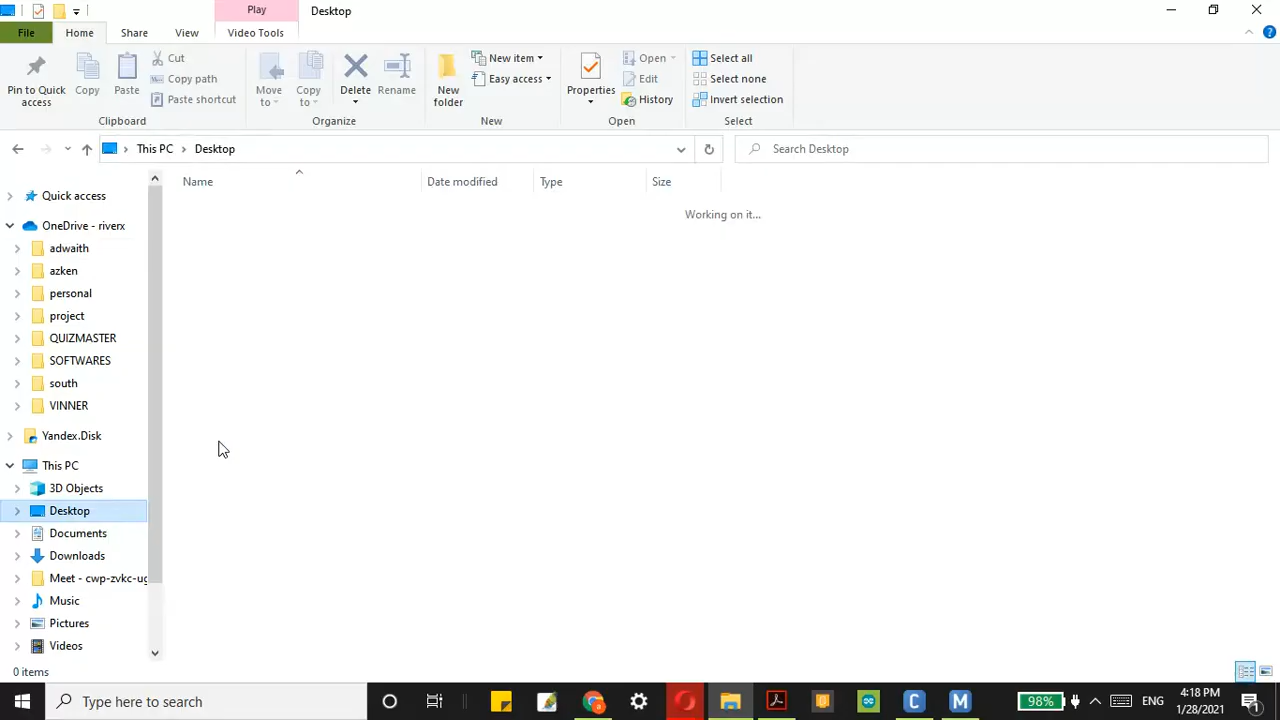 Play
Desktop
File
Home
Share
View
Video Tools
Pin to Quick access
Copy
Paste
Cut
Copy path
Paste shortcut
Clipboard
Move to
Copy to
Delete
Rename
Organize
New folder
New item
Easy access
New
Properties
Open
Edit
History
Open
Select all
Select none
Invert selection
Select
This PC
Desktop
Search Desktop
Name
Date modified
Type
Size
Working on it...
Quick access
OneDrive - riverx
adwaith
azken
personal
project
QUIZMASTER
SOFTWARES
south
VINNER
Yandex.Disk
This PC
3D Objects
Desktop
Documents
Downloads
Meet - cwp-zvkc-ug
Music
Pictures
Videos
0 items
Type here to search
C
M
98%
ENG
4:18 PM
1/28/2021
1